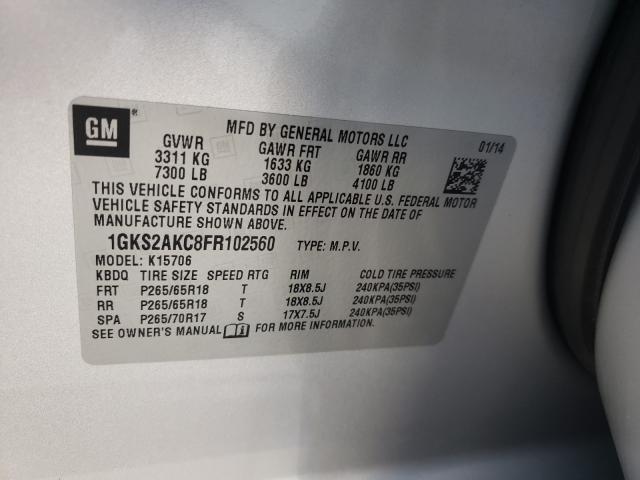 GM
®
MFD BY GENERAL MOTORS LLC
01/14
GVWR GAWR FRT GAWR RR
3311 KG 1633 KG 1860 KG
7300 LB 3600 LB 4100 LB
THIS VEHICLE CONFORMS TO ALL APPLICABLE U.S. FEDERAL MOTOR
VEHICLE SAFETY STANDARDS IN EFFECT ON THE DATE OF
MANUFACTURE SHOWN ABOVE.
1GKS2AKC8FR102560 TYPE: M.P.V.
MODEL: K15706
KBDQ TIRE SIZE SPEED RTG RIM COLD TIRE PRESSURE
FRT P265/65R18 T 18X8.5J 240KPA(35PSI)
RR P265/65R18 T 18X8.5J 240KPA(35PSI)
SPA P265/70R17 S 17X7.5J 240KPA(35PSI)
SEE OWNER'S MANUAL FOR MORE INFORMATION.